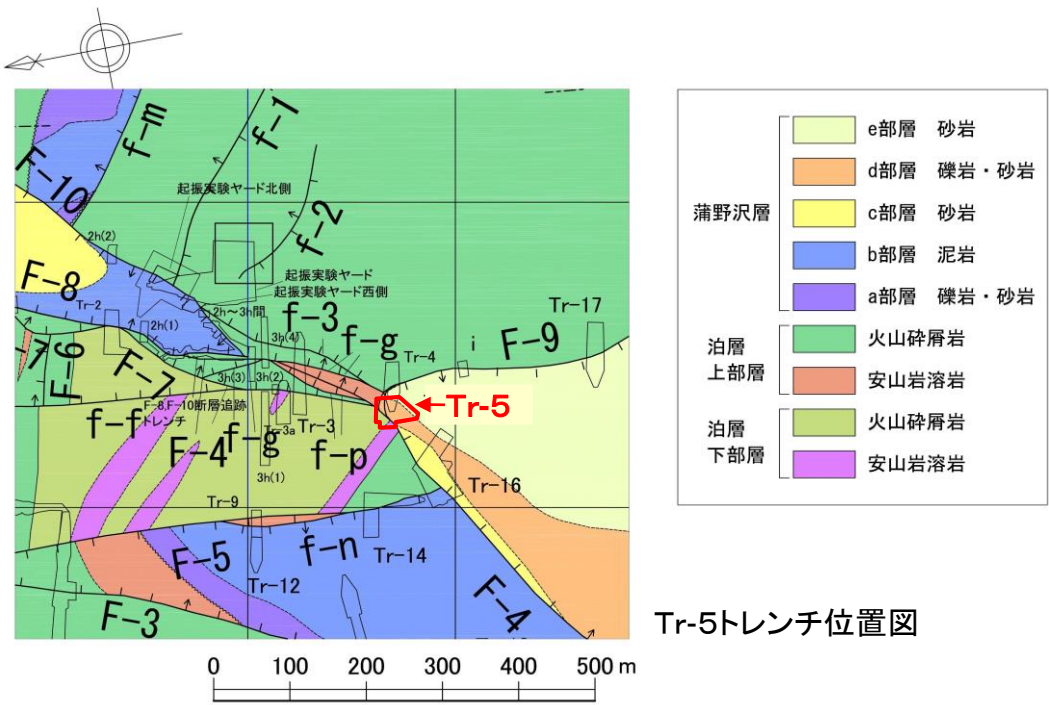 f-m
f-1
F-10
起振実験ヤード北側
f-2
2h(2)
F-8
起振実験ヤード
起振実験ヤード西側
Tr-2
2h~3h間
Tr-17
2h(1)
f-3
i
F-9
3h(4)
f-g
-7
F-6
Tr-4
F-7
3h(3)
3h(2)
←Tr-5
F-8,F-10断層追跡
トレンチ
f-f
f-g
Tr-3a
Tr-3
F-4
f-p
3h(1)
Tr-16
Tr-9
F-5
f-n
Tr-14
Tr-12
F-4
F-3
蒲野沢層
e部層 砂岩
d部層 礫岩・砂岩
c部層 砂岩
b部層 泥岩
a部層 礫岩・砂岩
泊層
上部層
火山砕屑岩
安山岩溶岩
泊層
下部層
火山砕屑岩
安山岩溶岩
Tr-5トレンチ位置図
0 100 200 300 400 500 m